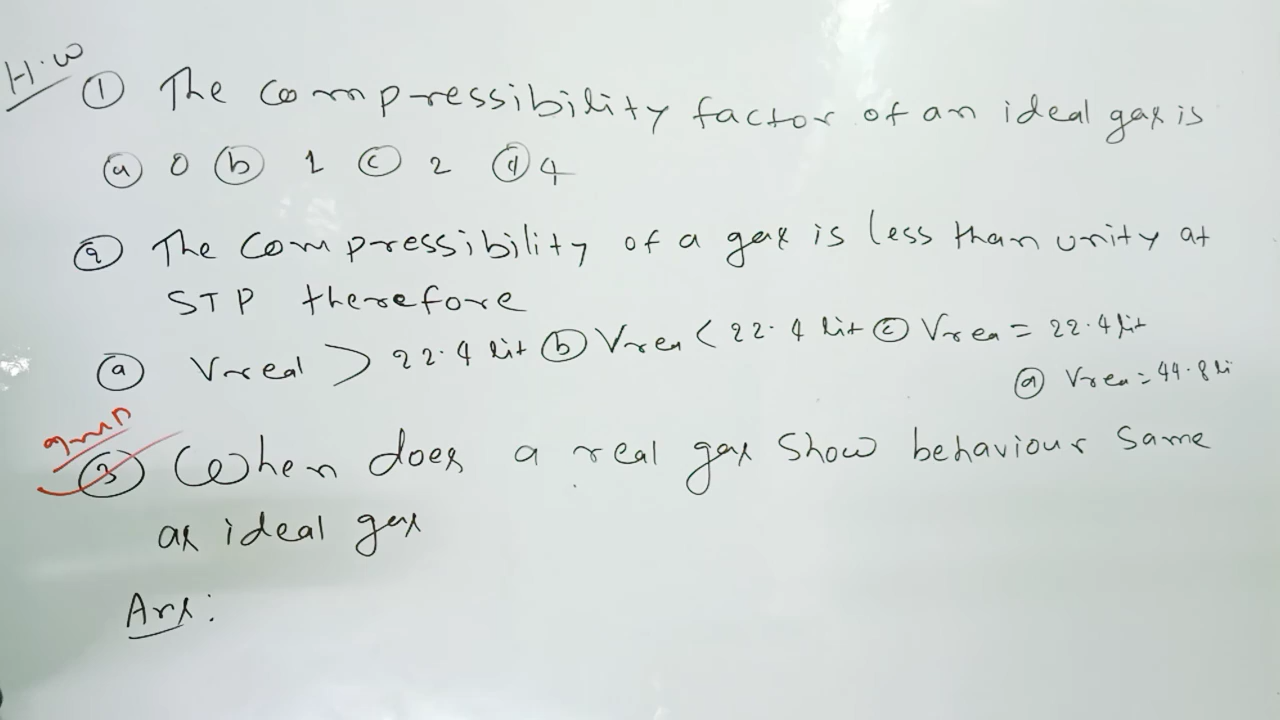 H.W
① The compressibility factor of an ideal gas is
ⓐ 0 ⓑ 1 ⓒ 2 ⓓ 4
② The compressibility of a gas is less than unity at
STP therefore
ⓐ Vreal > 22.4 lit ⓑ Vrea < 22.4 lit ⓒ Vrea = 22.4 lit
ⓓ Vrea = 44.8 li
③ When does a real gas show behaviour same
as ideal gas
Ans: